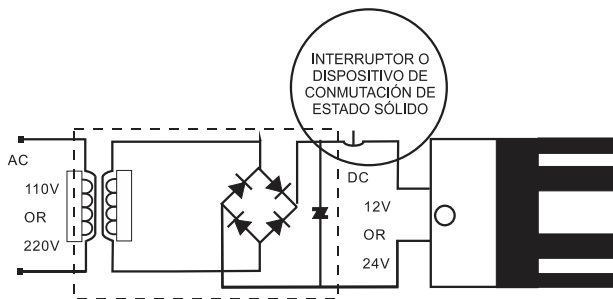 INTERRUPTOR O
DISPOSITIVO DE
CONMUTACIÓN DE
ESTADO SÓLIDO
AC
110V
OR
220V
DC
12V
OR
24V